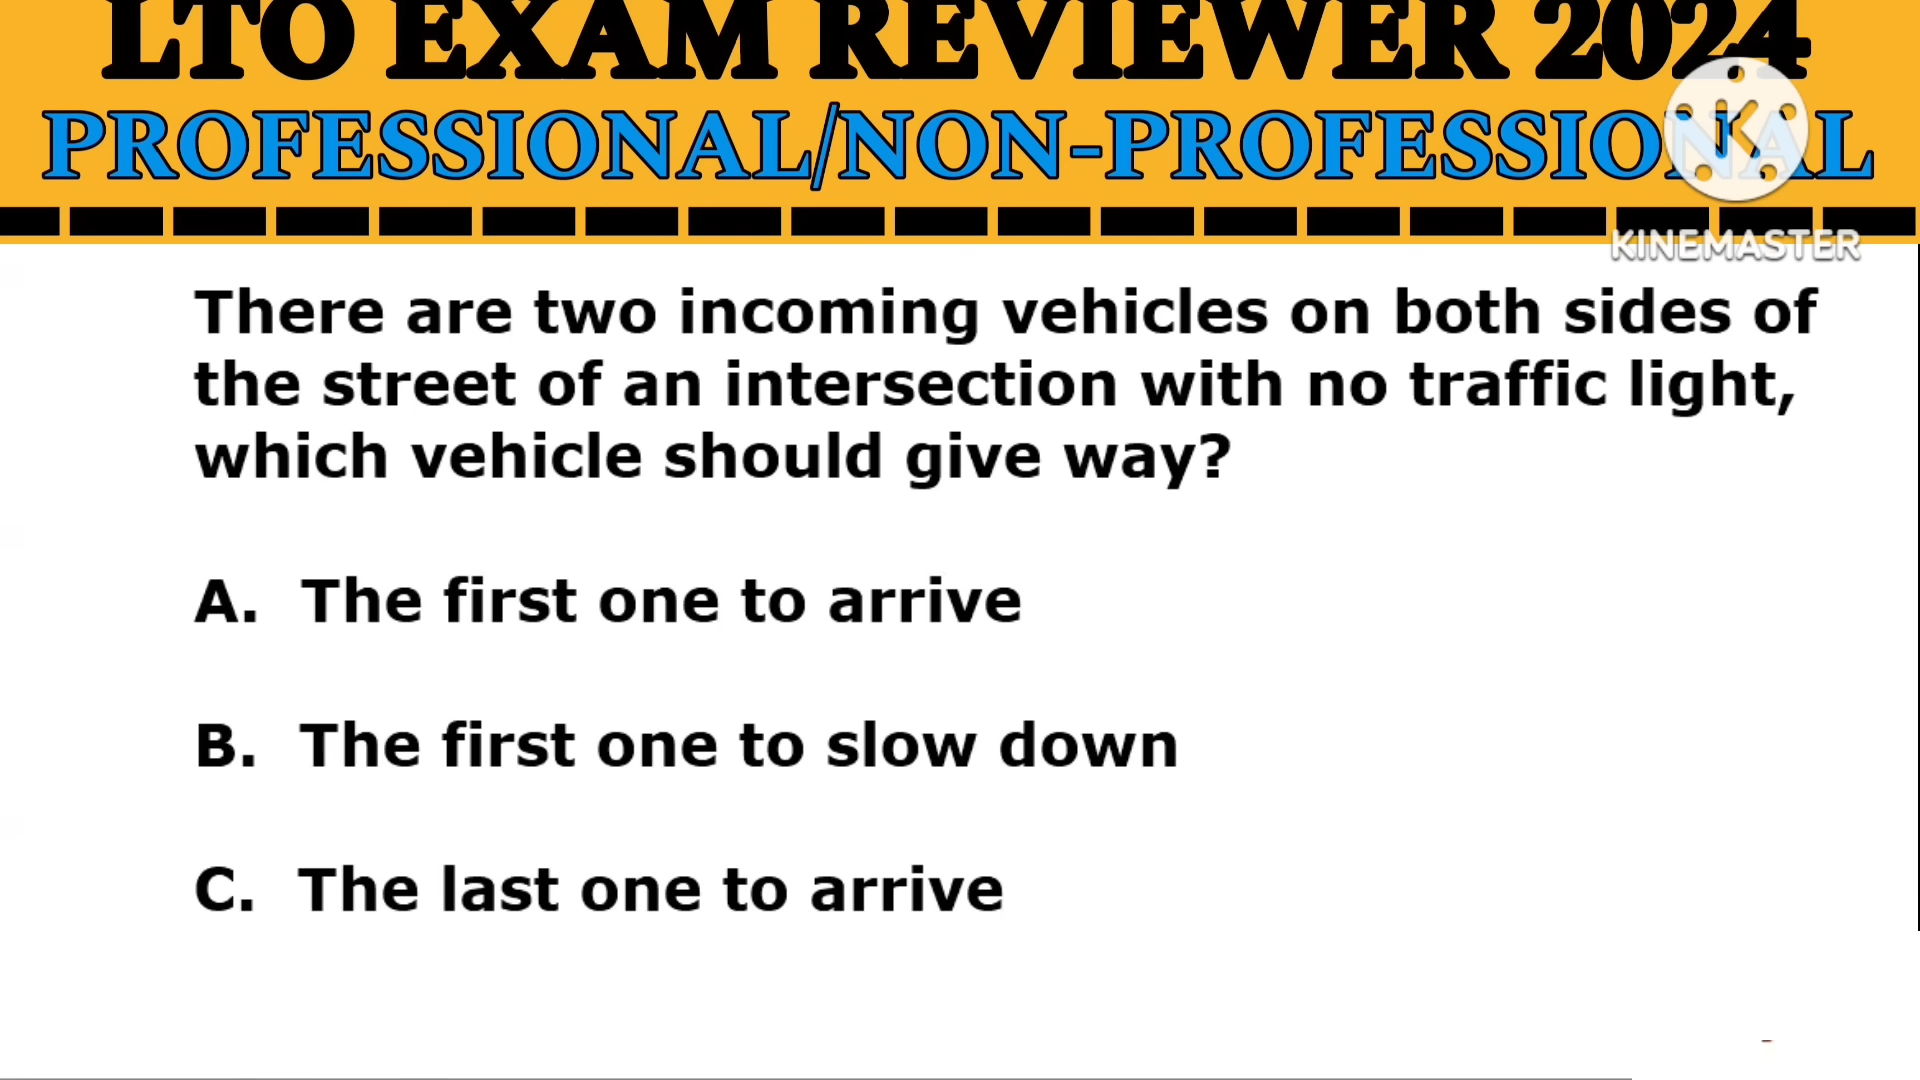 LTO EXAM REVIEWER 2024
PROFESSIONAL/NON-PROFESSIONAL
KINEMASTER
There are two incoming vehicles on both sides of
the street of an intersection with no traffic light,
which vehicle should give way?
A. The first one to arrive
B. The first one to slow down
C. The last one to arrive